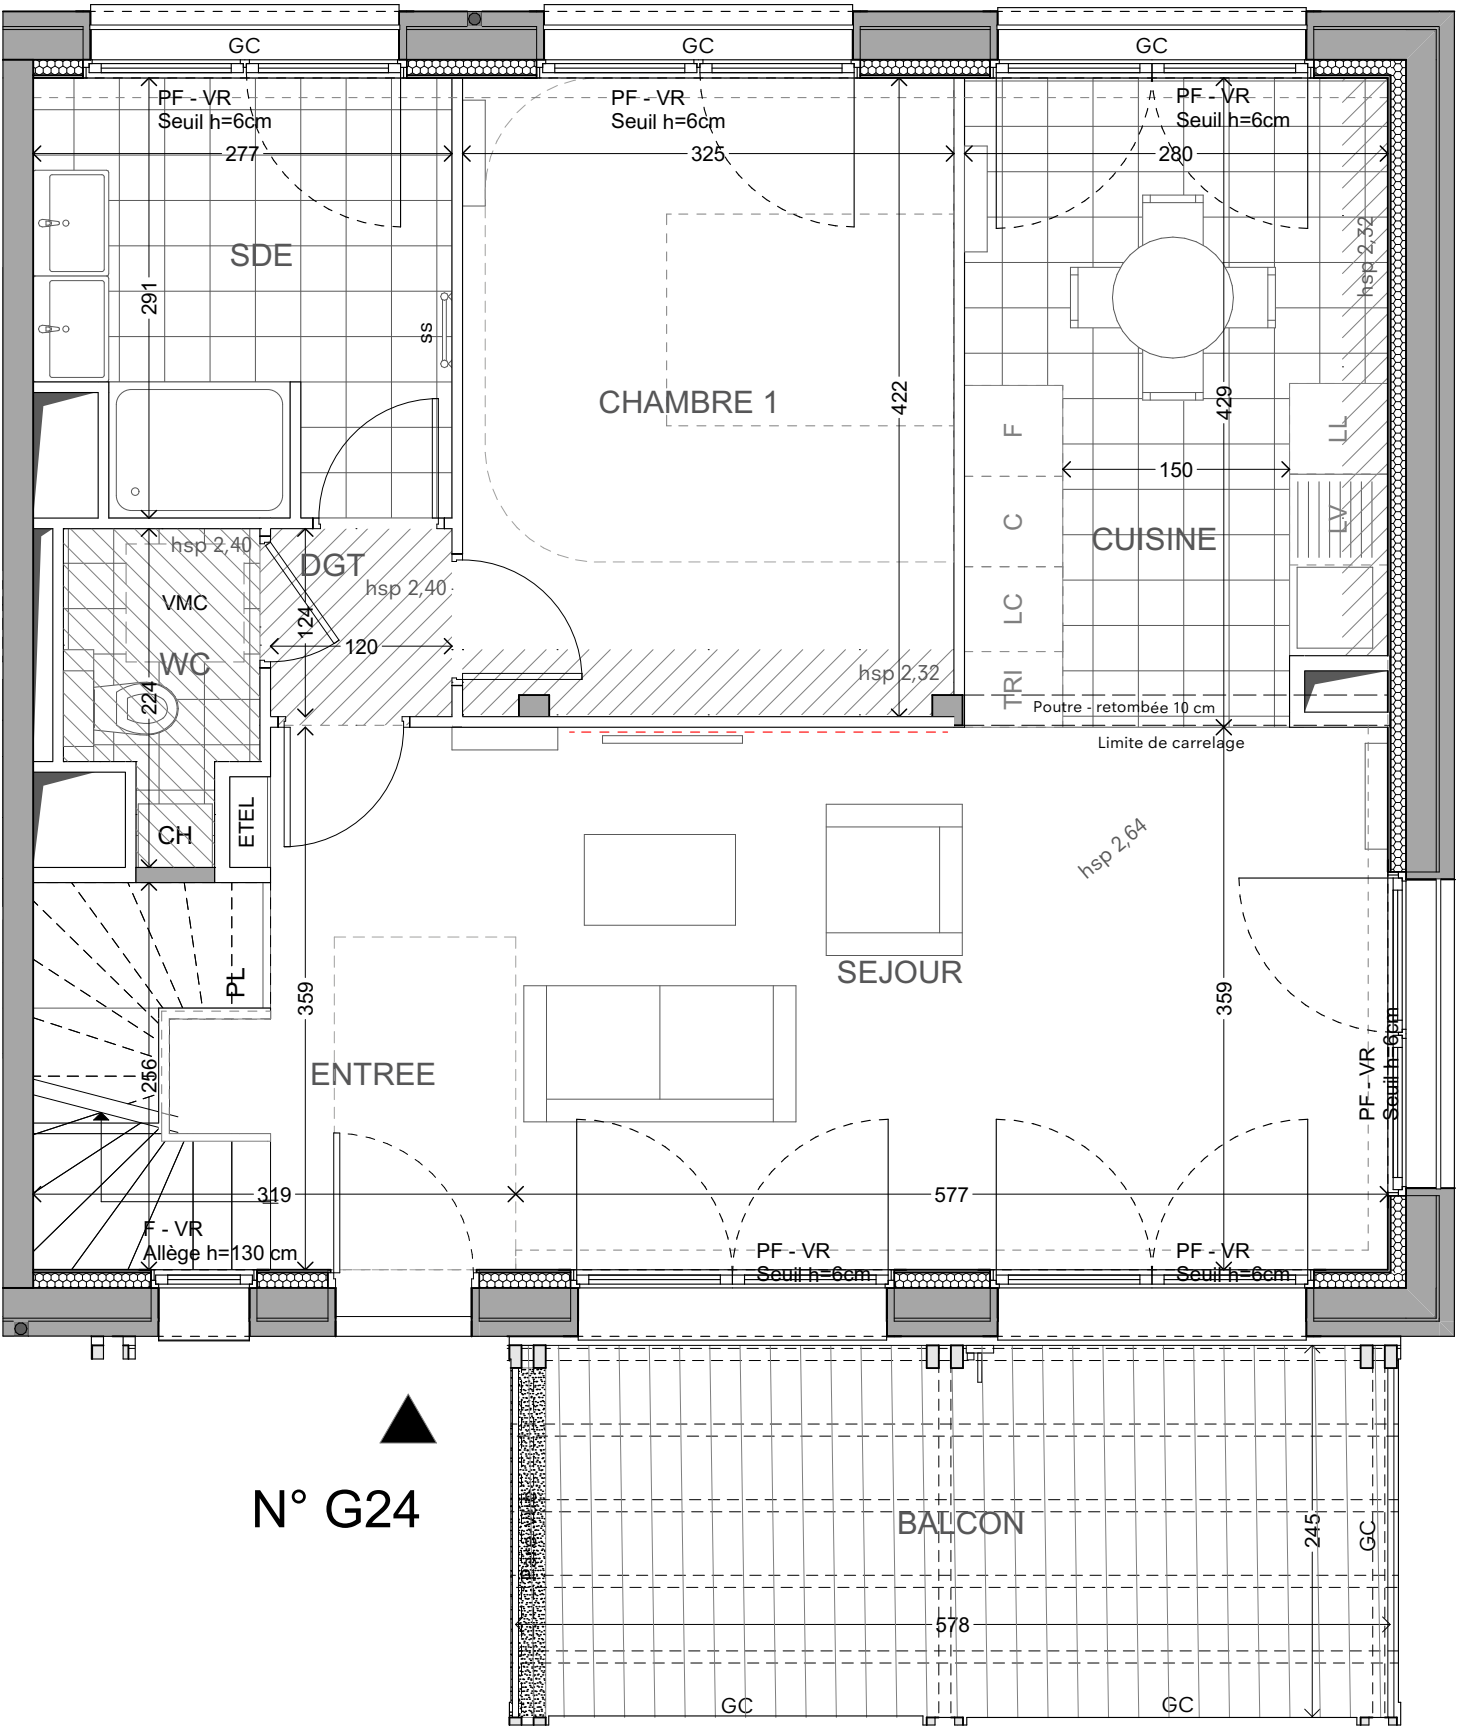 GC
GC
GC
PF - VR
Seuil h=6cm
PF - VR
Seuil h=6cm
PF - VR
Seuil h=6cm
277
325
280
SDE
291
ss
hsp 2,32
CHAMBRE 1
422
429
F
LL
150
C
LV
CUISINE
hsp 2,40
DGT
hsp 2,40
VMC
124
120
LC
WC
224
hsp 2,32
TRI
Poutre - retombée 10 cm
Limite de carrelage
CH
ETEL
hsp 2,64
SEJOUR
PL
359
359
256
ENTREE
PF - VR
Seuil h=6cm
319
577
F - VR
Allège h=130 cm
PF - VR
Seuil h=6cm
PF - VR
Seuil h=6cm
N° G24
BALCON
245
GC
578
GC
GC